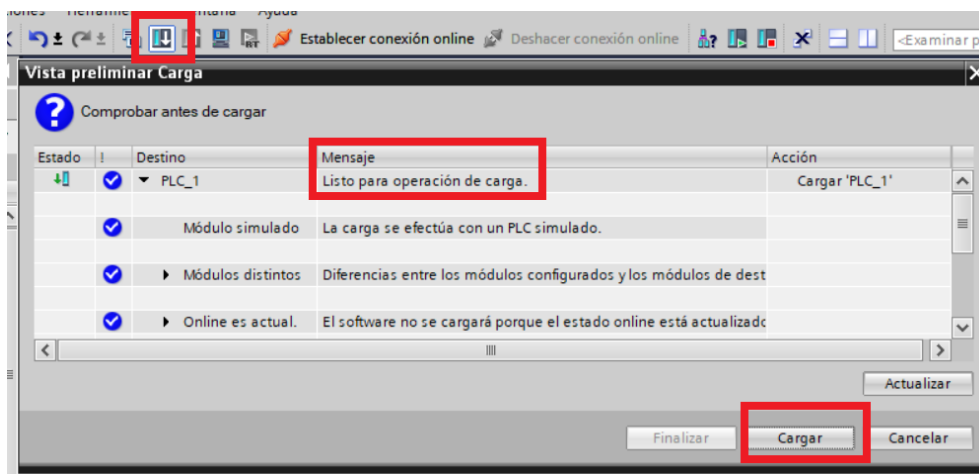 Establecer conexión online Deshacer conexión online <Examinar p
Vista preliminar Carga
Comprobar antes de cargar
Estado ! Destino Mensaje Acción
PLC_1 Listo para operación de carga. Cargar 'PLC_1'
Módulo simulado La carga se efectúa con un PLC simulado.
Módulos distintos Diferencias entre los módulos configurados y los módulos de dest
Online es actual. El software no se cargará porque el estado online está actualizado
Actualizar
Finalizar Cargar Cancelar